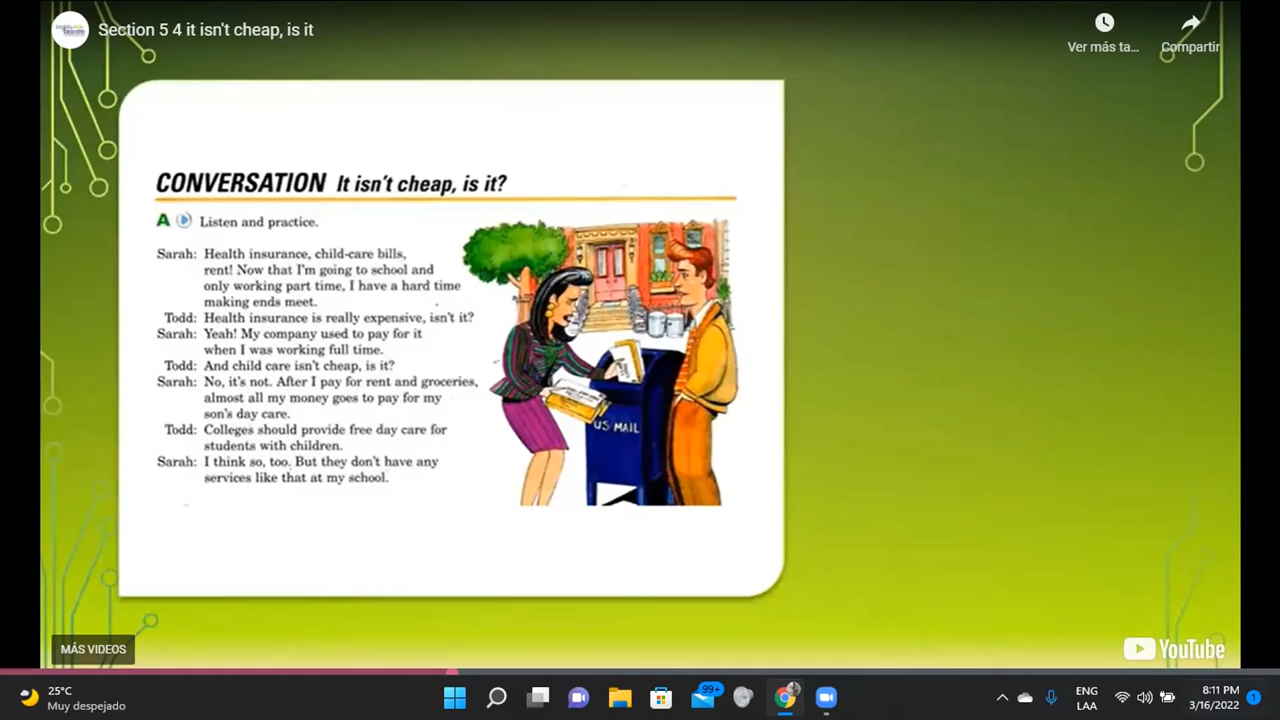 Section 5 4 it isn't cheap, is it
Ver más ta...
Compartir
CONVERSATION It isn't cheap, is it?
A Listen and practice.
Sarah: Health insurance, child-care bills,
rent! Now that I'm going to school and
only working part time, I have a hard time
making ends meet.
Todd: Health insurance is really expensive, isn't it?
Sarah: Yeah! My company used to pay for it
when I was working full time.
Todd: And child care isn't cheap, is it?
Sarah: No, it's not. After I pay for rent and groceries,
almost all my money goes to pay for my
son's day care.
Todd: Colleges should provide free day care for
students with children.
Sarah: I think so, too. But they don't have any
services like that at my school.
US MAIL
MÁS VIDEOS
YouTube
25°C
Muy despejado
99+
ENG
LAA
8:11 PM
3/16/2022
1